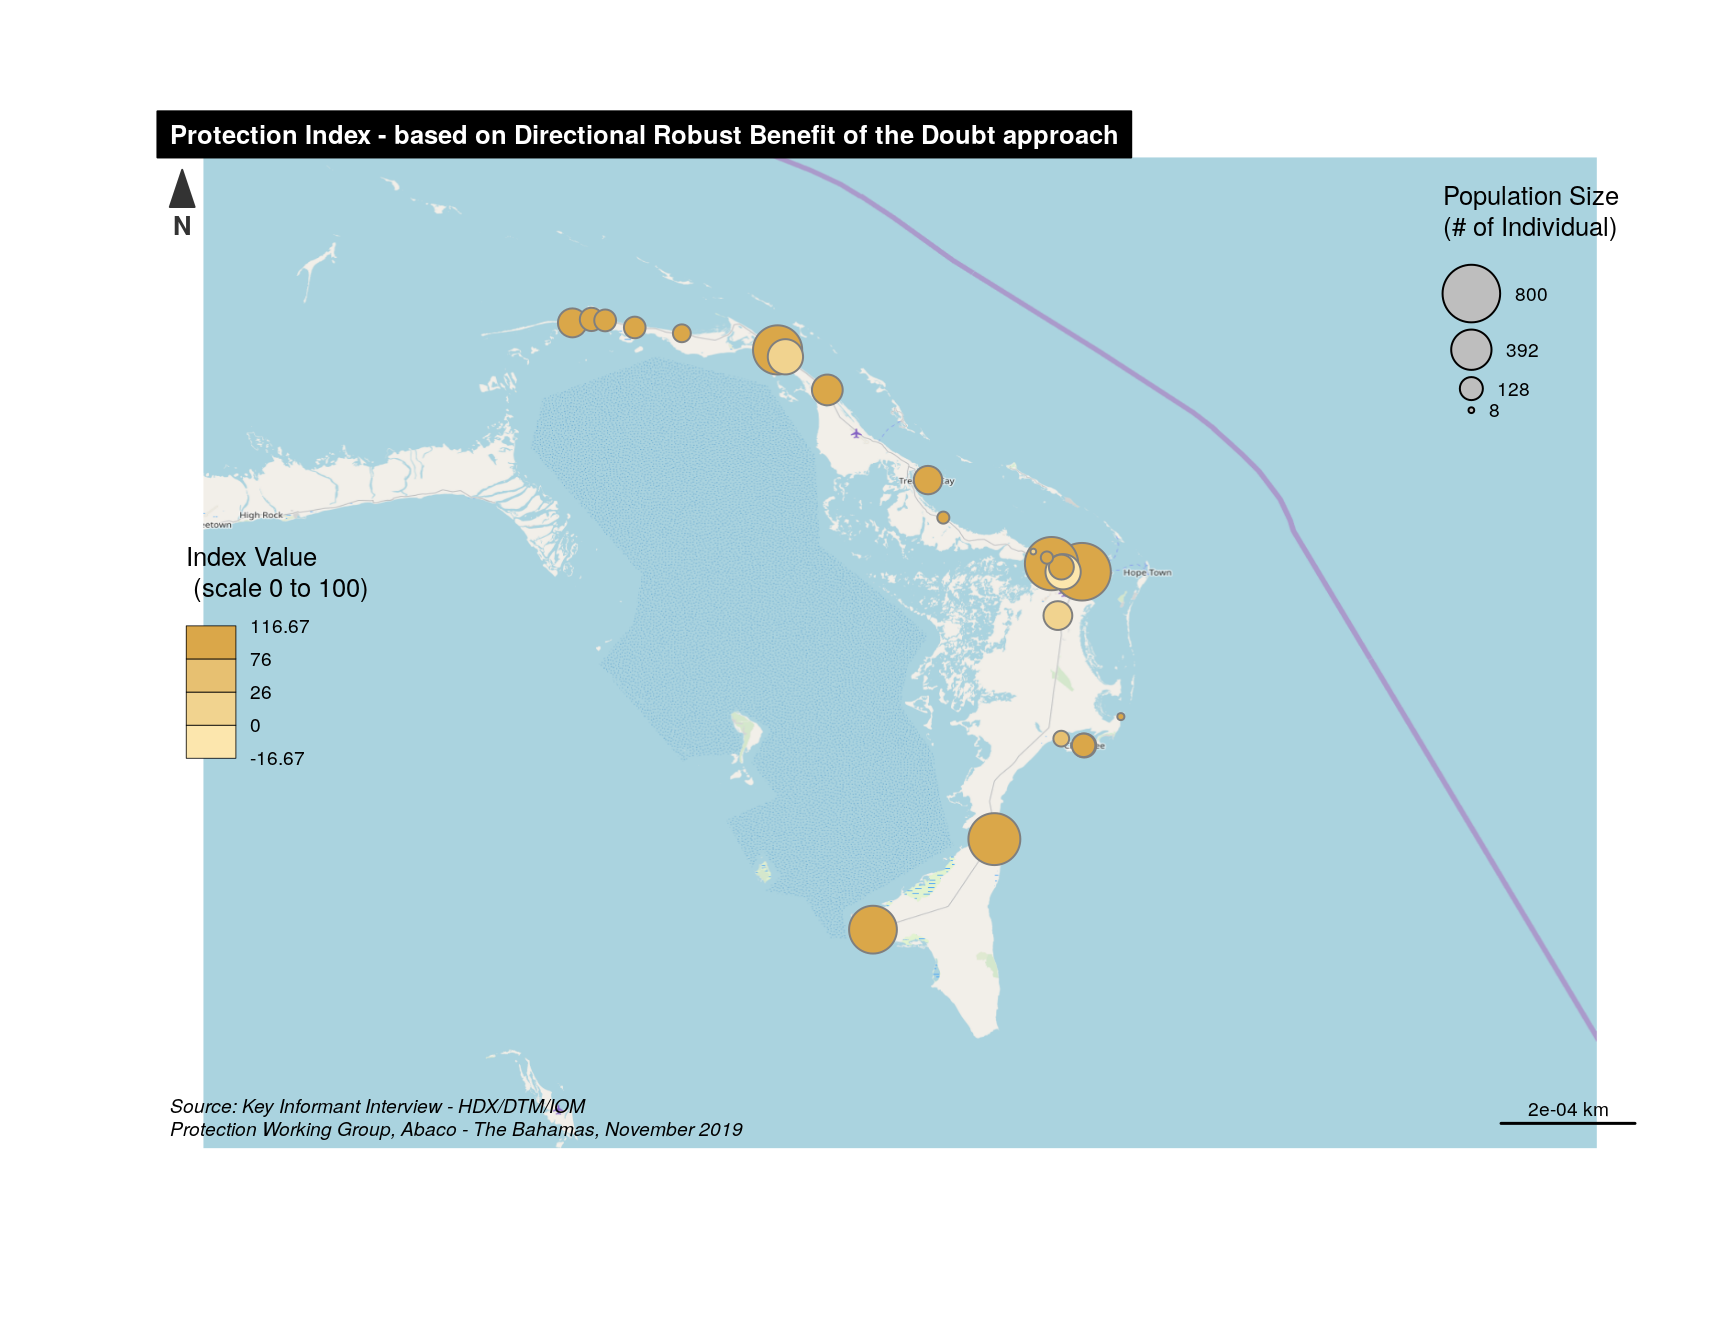 Protection Index - based on Directional Robust Benefit of the Doubt approach
N
Population Size
(# of Individual)
800
392
128
8
High Rock
eetown
Hope Town
Index Value
(scale 0 to 100)
116.67
76
26
0
-16.67
Source: Key Informant Interview - HDX/DTM/IOM
Protection Working Group, Abaco - The Bahamas, November 2019
2e-04 km